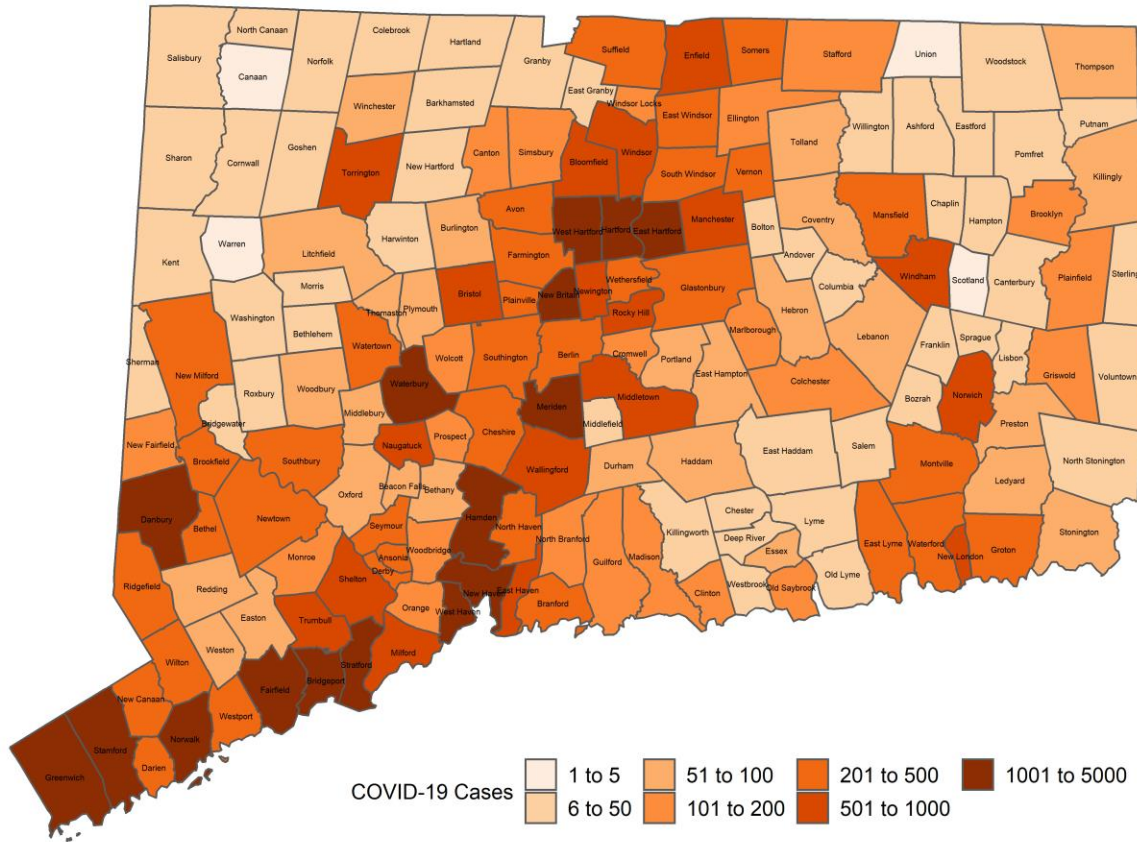 North Canaan
Colebrook
Hartland
Suffield
Enfield
Somers
Stafford
Union
Woodstock
Thompson
Salisbury
Canaan
Norfolk
Granby
East Granby
Winchester
Barkhamsted
Windsor Locks
East Windsor
Ellington
Willington
Ashford
Eastford
Putnam
Sharon
Cornwall
Goshen
Torrington
New Hartford
Canton
Simsbury
Bloomfield
Windsor
South Windsor
Vernon
Tolland
Pomfret
Killingly
Kent
Warren
Litchfield
Harwinton
Burlington
Avon
West Hartford
Hartford
East Hartford
Manchester
Bolton
Coventry
Mansfield
Chaplin
Hampton
Brooklyn
Morris
Farmington
Andover
Columbia
Windham
Scotland
Canterbury
Plainfield
Sterling
Washington
Bethlehem
Thomaston
Plymouth
Bristol
Plainville
New Britain
Newington
Wethersfield
Rocky Hill
Glastonbury
Hebron
Lebanon
Sherman
New Milford
Watertown
Wolcott
Southington
Berlin
Cromwell
Portland
Marlborough
East Hampton
Colchester
Franklin
Sprague
Lisbon
Griswold
Voluntown
Bridgewater
Roxbury
Woodbury
Waterbury
Middlebury
Meriden
Middlefield
Middletown
Bozrah
Norwich
Preston
New Fairfield
Brookfield
Southbury
Naugatuck
Prospect
Cheshire
Wallingford
Durham
Haddam
East Haddam
Salem
Montville
Ledyard
North Stonington
Danbury
Bethel
Newtown
Oxford
Beacon Falls
Bethany
Hamden
North Haven
Killingworth
Chester
Deep River
Lyme
Seymour
Woodbridge
North Branford
Guilford
Madison
Essex
East Lyme
Waterford
New London
Groton
Stonington
Ridgefield
Redding
Monroe
Ansonia
Derby
Shelton
Orange
West Haven
New Haven
East Haven
Branford
Clinton
Westbrook
Old Saybrook
Old Lyme
Easton
Trumbull
Milford
Wilton
Weston
Stratford
Bridgeport
Fairfield
New Canaan
Westport
Norwalk
Darien
Stamford
Greenwich
COVID-19 Cases
1 to 5
6 to 50
51 to 100
101 to 200
201 to 500
501 to 1000
1001 to 5000